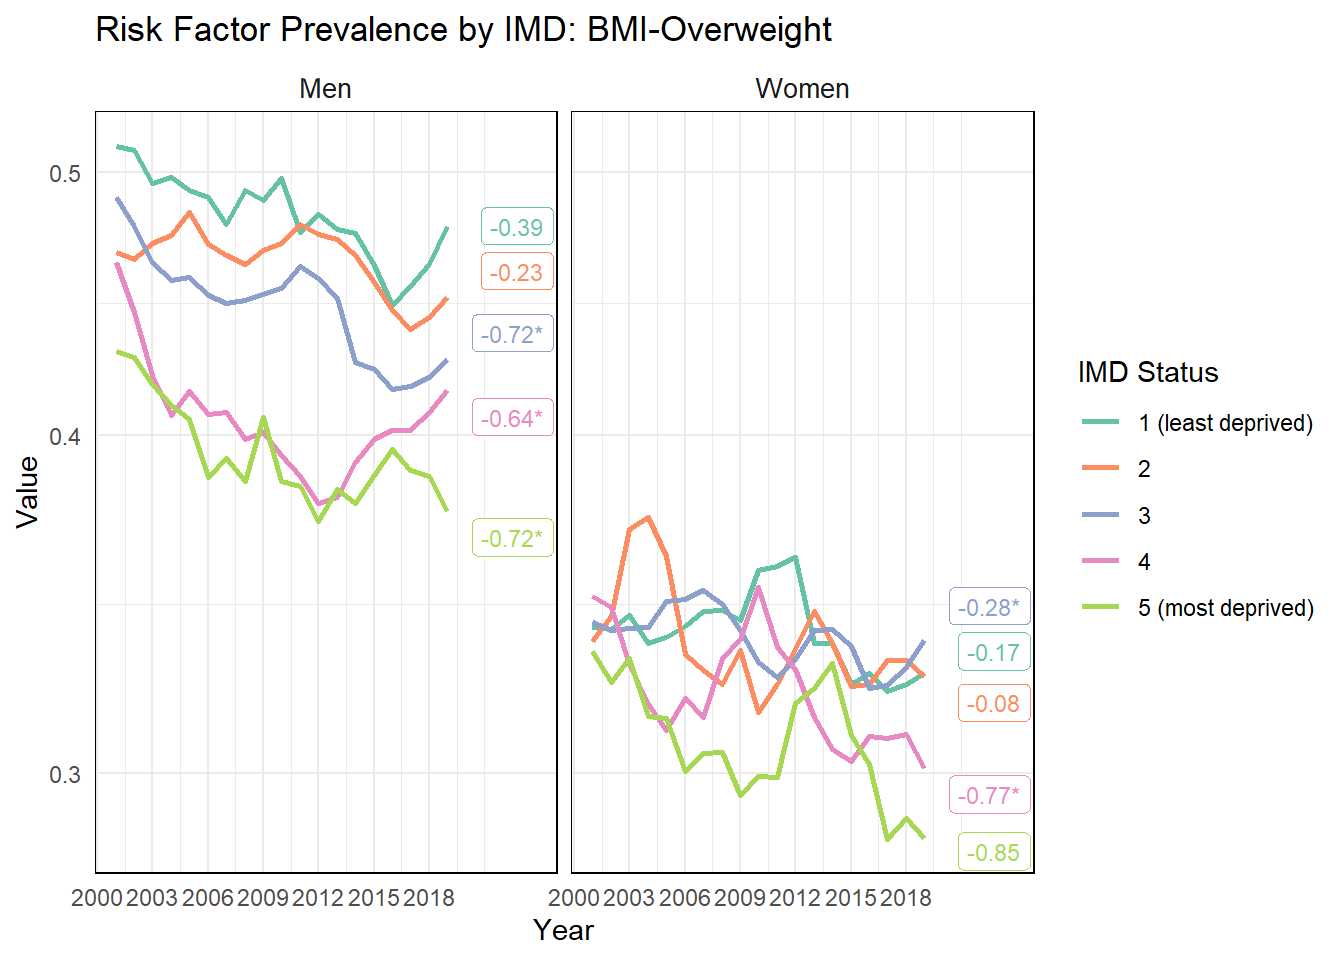 Risk Factor Prevalence by IMD: BMI-Overweight
Men
Women
0.5
0.4
0.3
Value
-0.39
-0.23
-0.72*
-0.64*
-0.72*
-0.28*
-0.17
-0.08
-0.77*
-0.85
2000 2003 2006 2009 2012 2015 2018
2000 2003 2006 2009 2012 2015 2018
Year
IMD Status
1 (least deprived)
2
3
4
5 (most deprived)